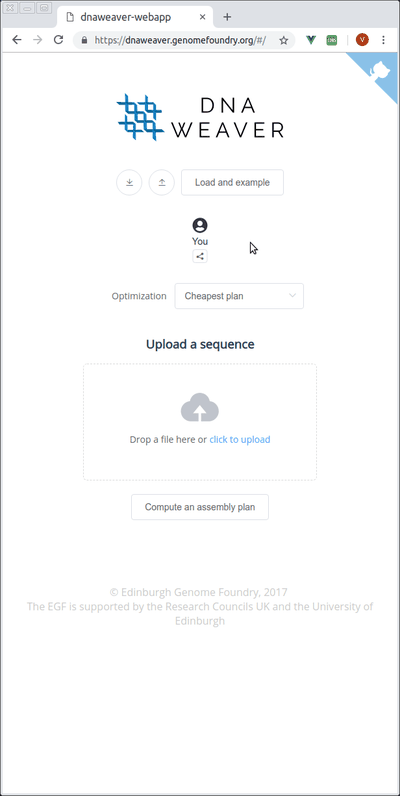 dnaweaver-webapp
https://dnaweaver.genomefoundry.org/#/
V
DNA
WEAVER
Load and example
You
Optimization
Cheapest plan
Upload a sequence
Drop a file here or click to upload
Compute an assembly plan
© Edinburgh Genome Foundry, 2017
The EGF is supported by the Research Councils UK and the University of
Edinburgh